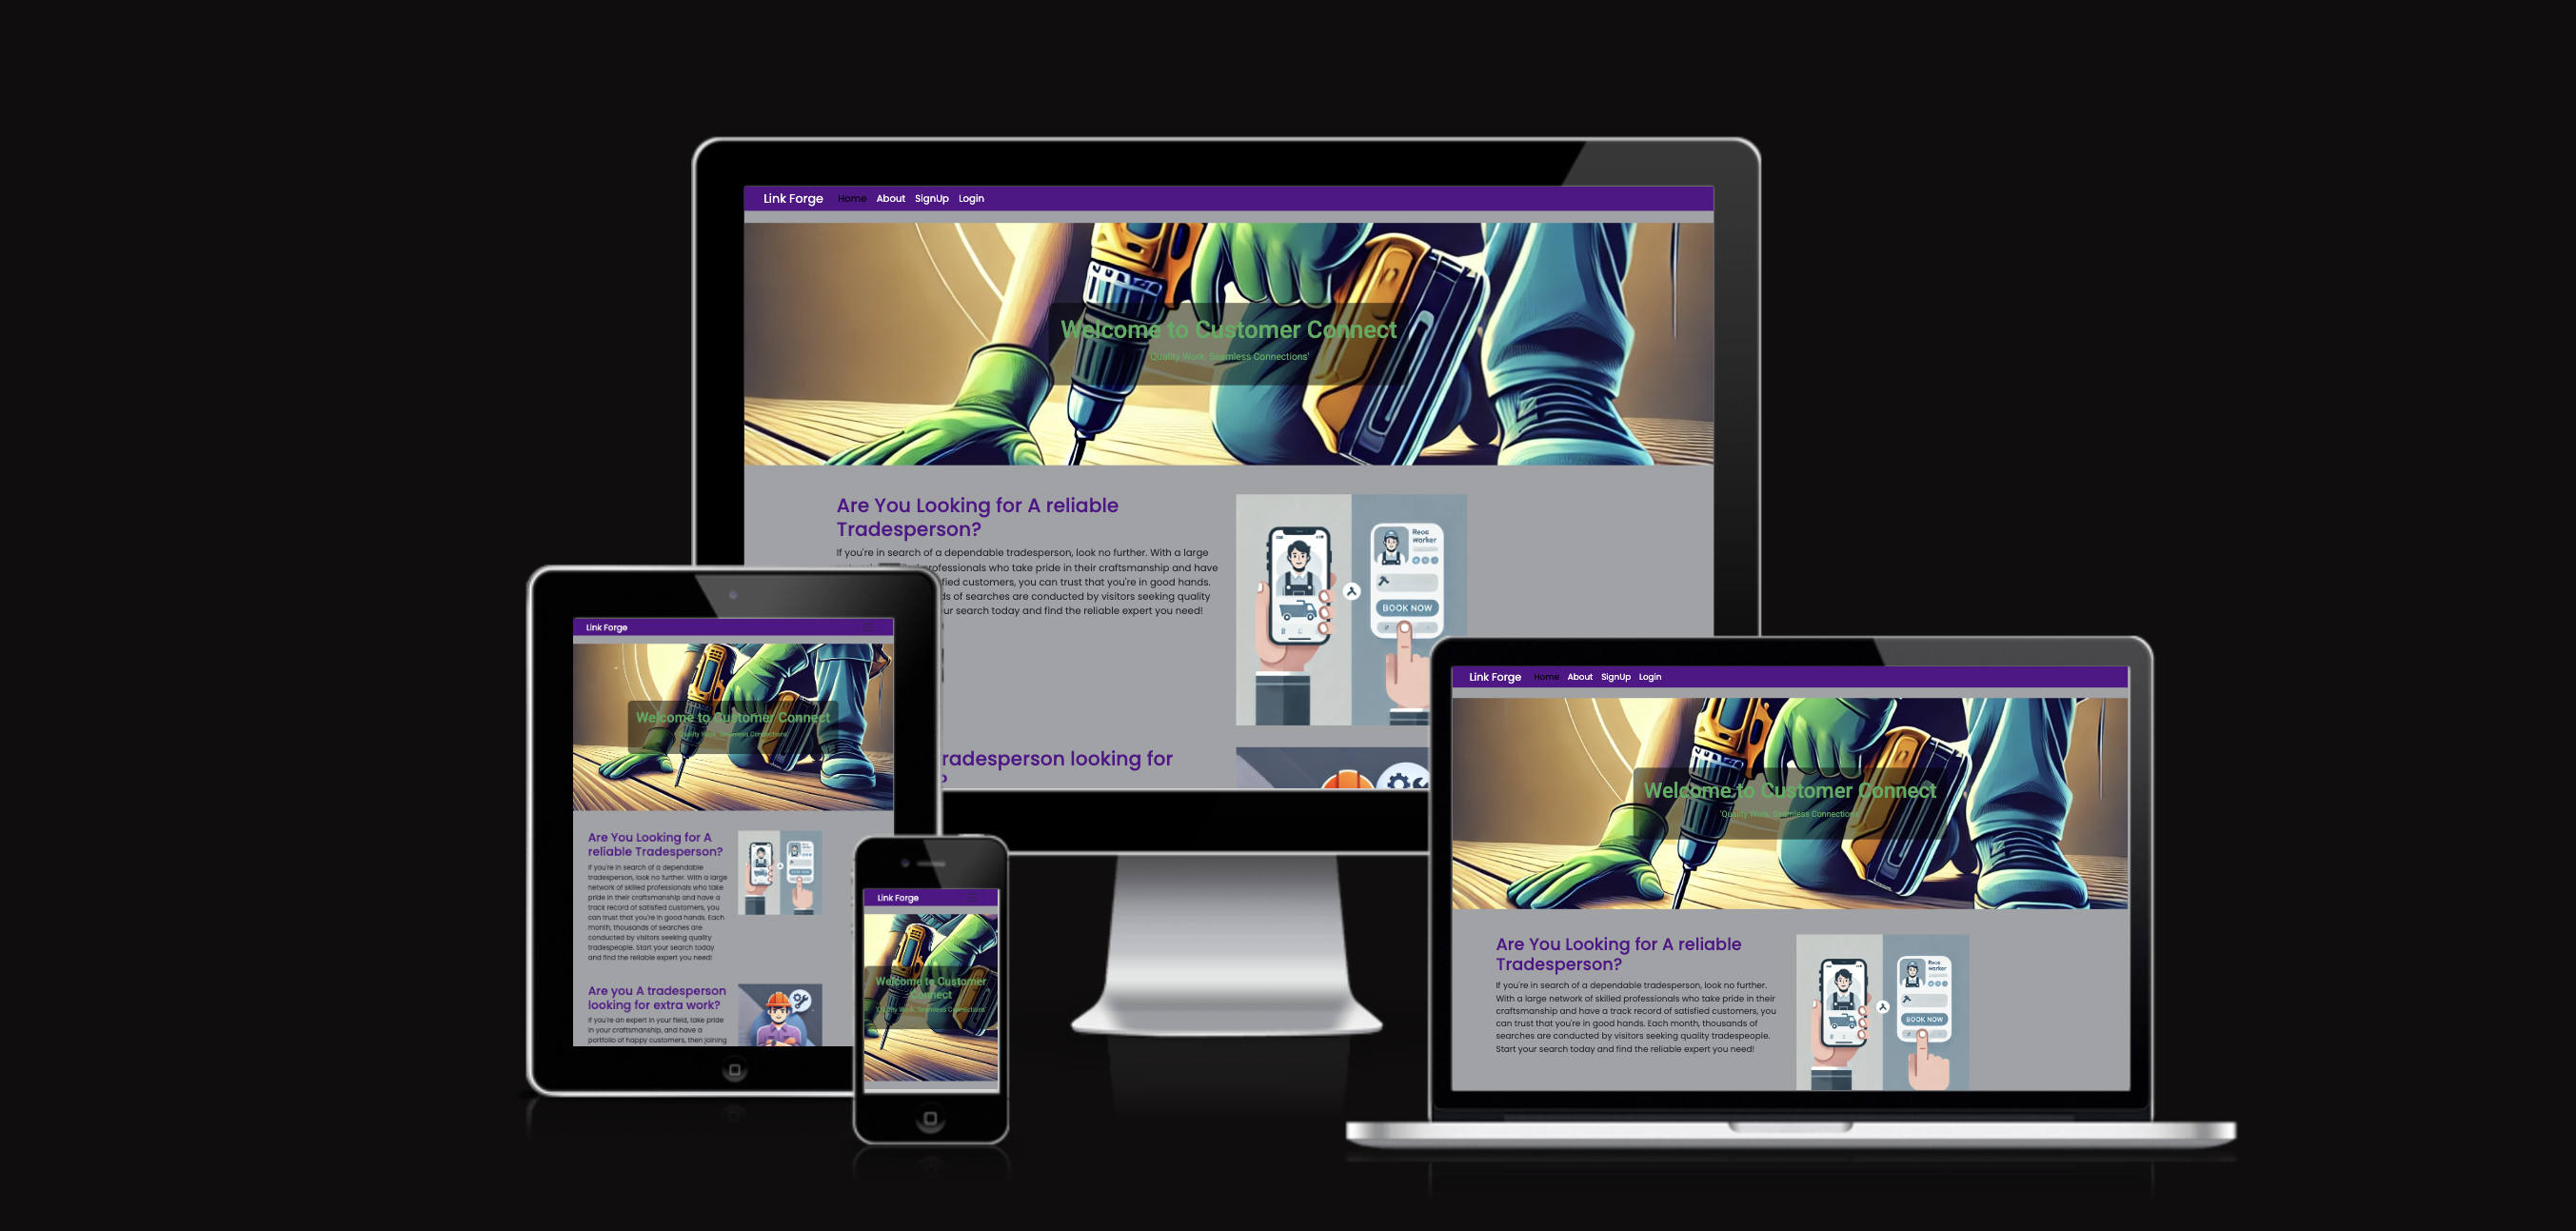 Link Forge Home About SignUp Login
Welcome to Customer Connect
'Quality Work, Seamless Connections'
Are You Looking for A reliable
Tradesperson?
If you're in search of a dependable tradesperson, look no further. With a large
professionals who take pride in their craftsmanship and have
fied customers, you can trust that you're in good hands.
ds of searches are conducted by visitors seeking quality
ur search today and find the reliable expert you need!
Worker
BOOK NOW
radesperson looking for
?
Link Forge
Welcome to Customer Connect
'Quality Work, Seamless Connections'
Are You Looking for A
reliable Tradesperson?
If you're in search of a dependable
tradesperson, look no further. With a large
network of skilled professionals who take
pride in their craftsmanship and have a
track record of satisfied customers, you
can trust that you're in good hands. Each
month, thousands of searches are
conducted by visitors seeking quality
tradespeople. Start your search today
and find the reliable expert you need!
Are you A tradesperson
looking for extra work?
If you're an expert in your field, take pride
in your craftsmanship, and have a
portfolio of happy customers, then joining
Link Forge
Welcome to Customer
Connect
'Quality Work, Seamless Connections'
Link Forge Home About SignUp Login
Welcome to Customer Connect
'Quality Work, Seamless Connections'
Are You Looking for A reliable
Tradesperson?
If you're in search of a dependable tradesperson, look no further.
With a large network of skilled professionals who take pride in their
craftsmanship and have a track record of satisfied customers, you
can trust that you're in good hands. Each month, thousands of
searches are conducted by visitors seeking quality tradespeople.
Start your search today and find the reliable expert you need!
Worker
BOOK NOW